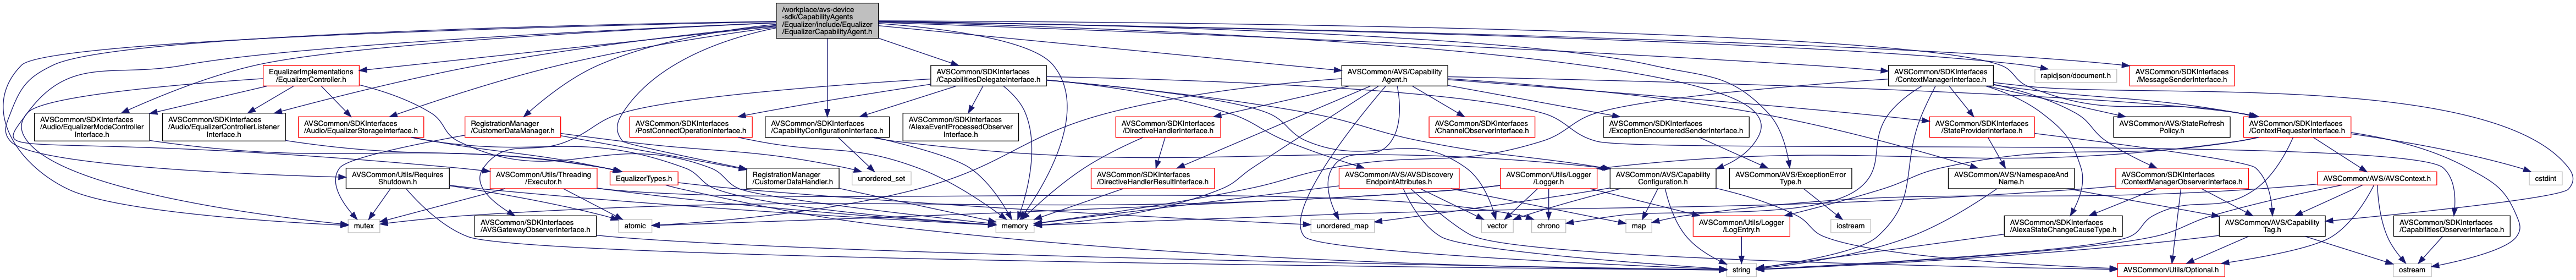 /workplace/avs-device
-sdk/CapabilityAgents
/Equalizer/include/Equalizer
/EqualizerCapabilityAgent.h
EqualizerImplementations
/EqualizerController.h
AVSCommon/SDKInterfaces
/CapabilitiesDelegateInterface.h
AVSCommon/AVS/Capability
Agent.h
AVSCommon/SDKInterfaces
/ContextManagerInterface.h
rapidjson/document.h
AVSCommon/SDKInterfaces
/MessageSenderInterface.h
AVSCommon/SDKInterfaces
/Audio/EqualizerModeController
Interface.h
AVSCommon/SDKInterfaces
/Audio/EqualizerControllerListener
Interface.h
AVSCommon/SDKInterfaces
/Audio/EqualizerStorageInterface.h
RegistrationManager
/CustomerDataManager.h
AVSCommon/SDKInterfaces
/PostConnectOperationInterface.h
AVSCommon/SDKInterfaces
/CapabilityConfigurationInterface.h
AVSCommon/SDKInterfaces
/AlexaEventProcessedObserver
Interface.h
AVSCommon/SDKInterfaces
/DirectiveHandlerInterface.h
AVSCommon/SDKInterfaces
/ChannelObserverInterface.h
AVSCommon/SDKInterfaces
/ExceptionEncounteredSenderInterface.h
AVSCommon/SDKInterfaces
/StateProviderInterface.h
AVSCommon/AVS/StateRefresh
Policy.h
AVSCommon/SDKInterfaces
/ContextRequesterInterface.h
AVSCommon/Utils/Requires
Shutdown.h
AVSCommon/Utils/Threading
/Executor.h
EqualizerTypes.h
RegistrationManager
/CustomerDataHandler.h
unordered_set
AVSCommon/SDKInterfaces
/DirectiveHandlerResultInterface.h
AVSCommon/AVS/AVSDiscovery
EndpointAttributes.h
AVSCommon/Utils/Logger
/Logger.h
AVSCommon/AVS/Capability
Configuration.h
AVSCommon/AVS/ExceptionError
Type.h
AVSCommon/AVS/NamespaceAnd
Name.h
AVSCommon/SDKInterfaces
/ContextManagerObserverInterface.h
AVSCommon/AVS/AVSContext.h
cstdint
mutex
AVSCommon/SDKInterfaces
/AVSGatewayObserverInterface.h
atomic
memory
unordered_map
vector
chrono
map
AVSCommon/Utils/Logger
/LogEntry.h
iostream
AVSCommon/SDKInterfaces
/AlexaStateChangeCauseType.h
AVSCommon/AVS/Capability
Tag.h
AVSCommon/SDKInterfaces
/CapabilitiesObserverInterface.h
string
AVSCommon/Utils/Optional.h
ostream